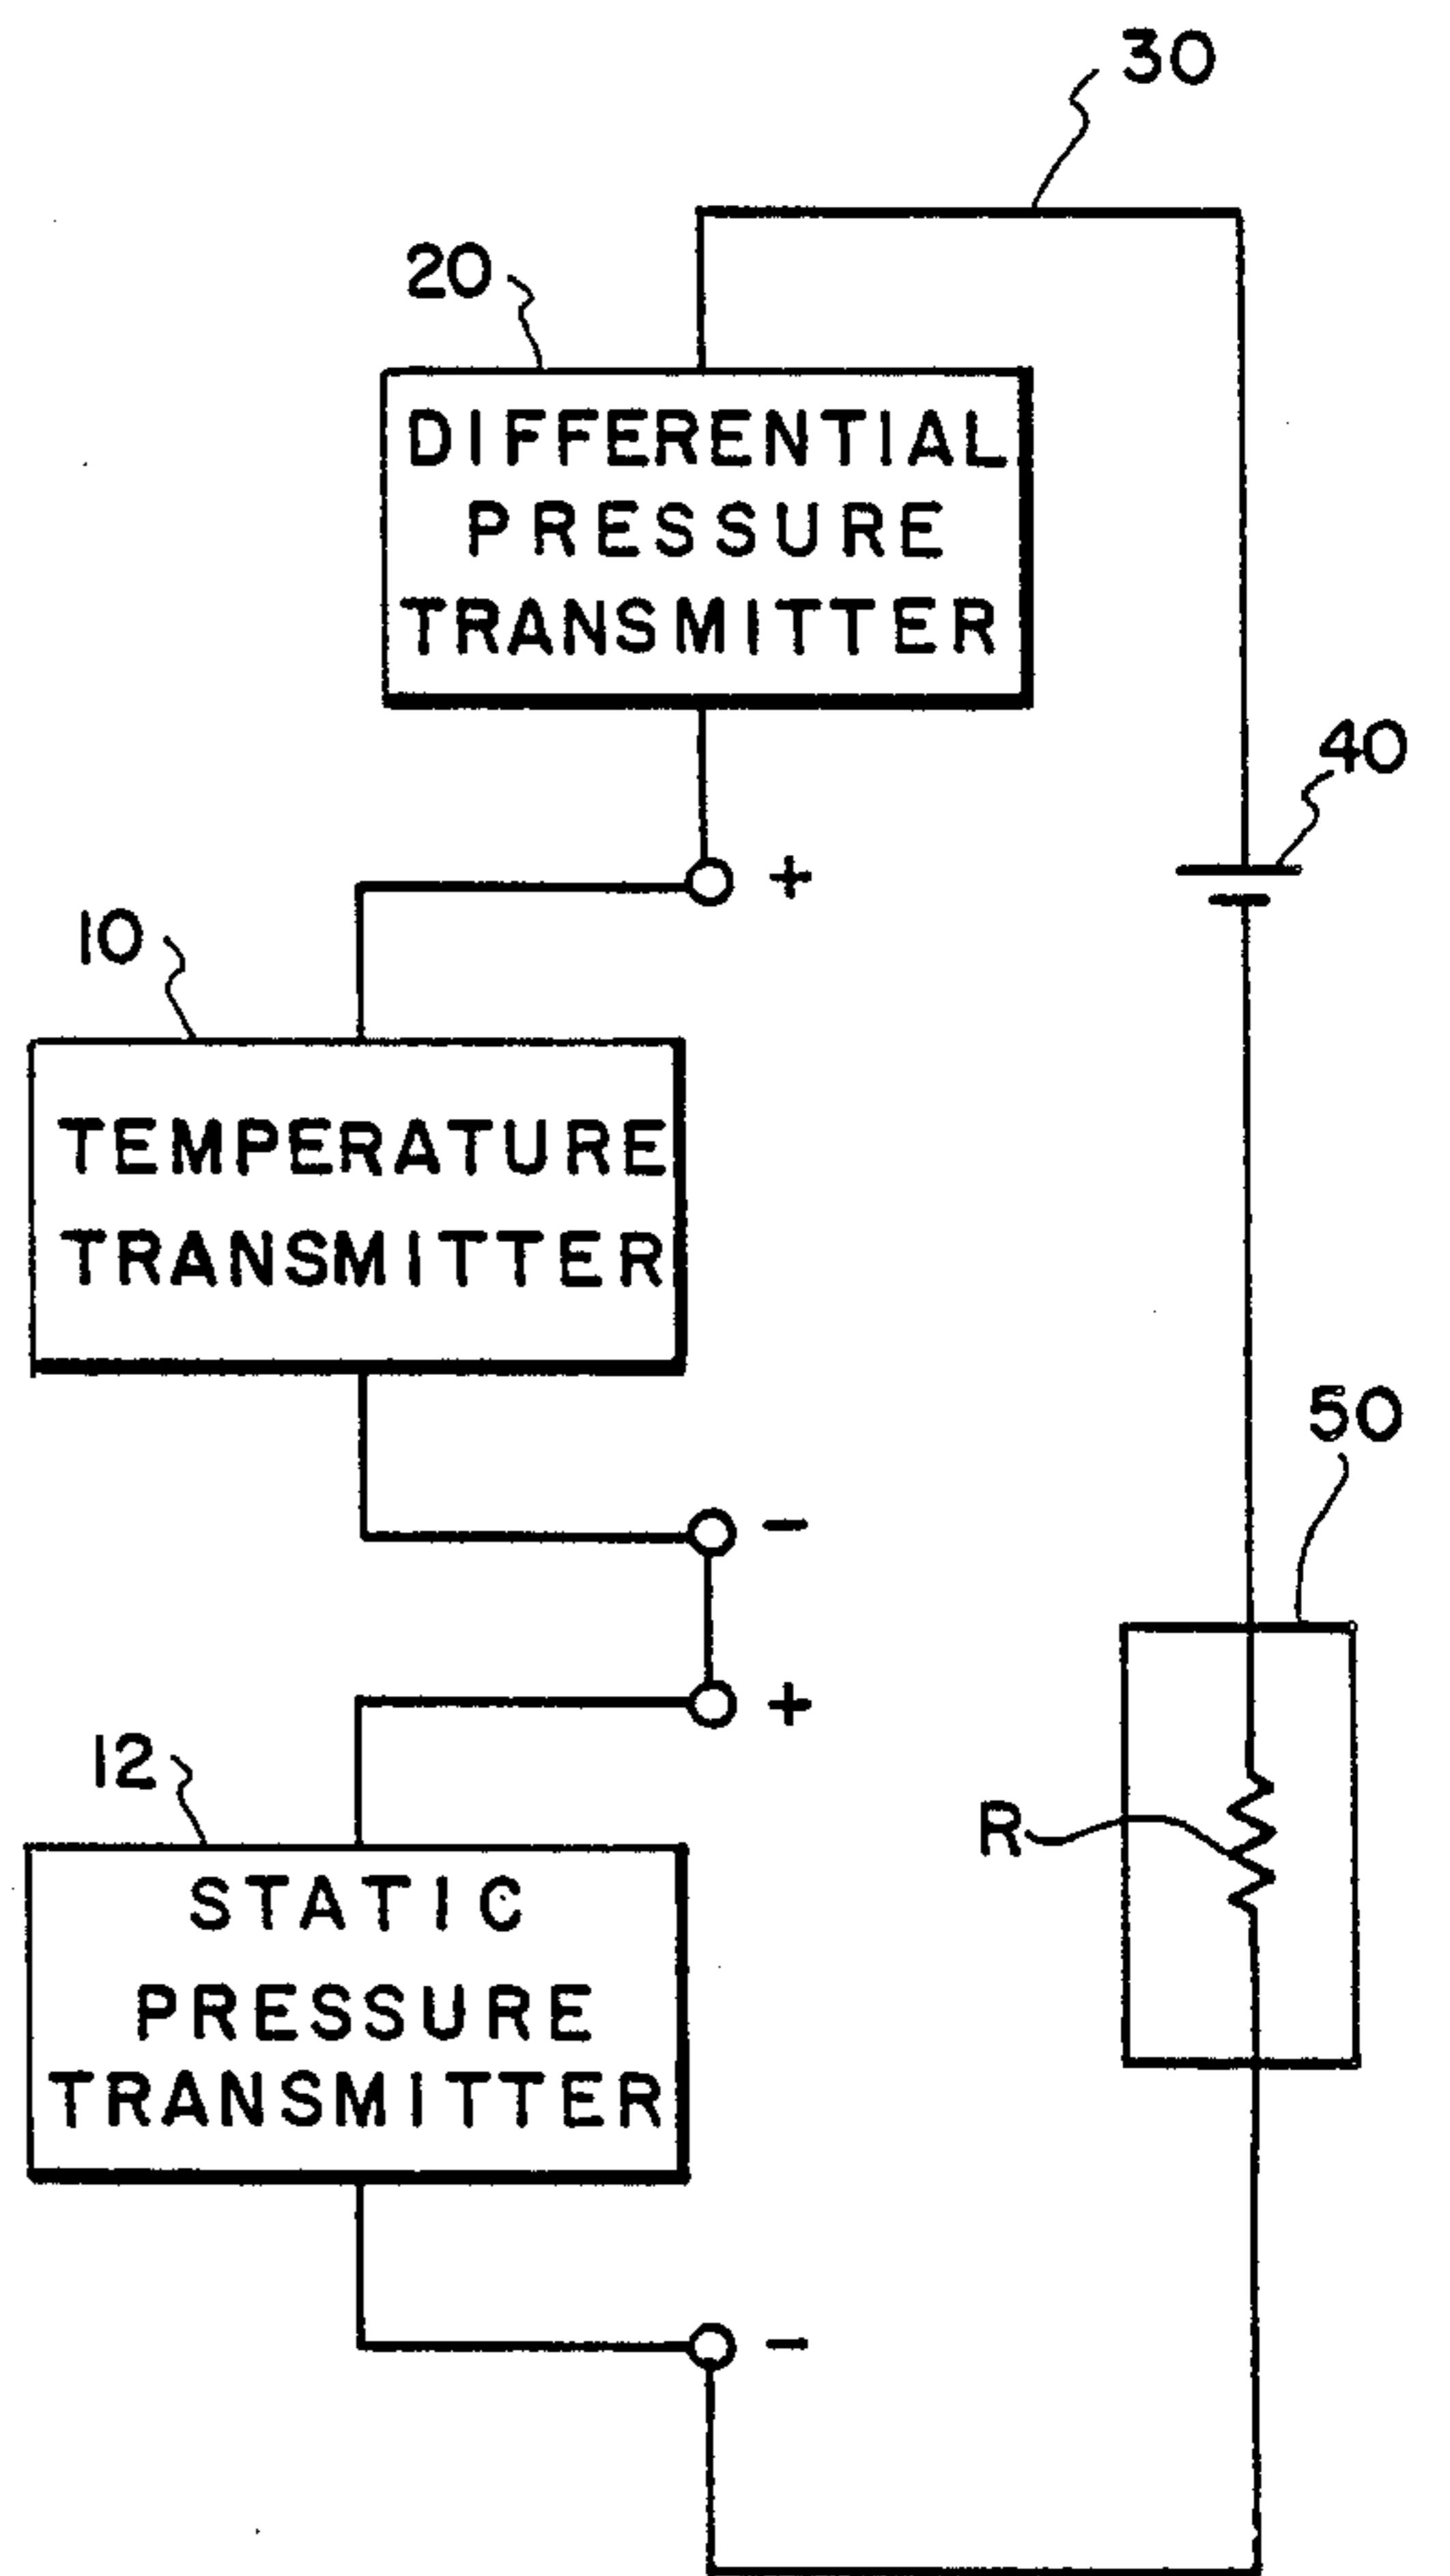 30
20
DIFFERENTIAL
PRESSURE
TRANSMITTER
40
+
10
TEMPERATURE
TRANSMITTER
50
-
+
12
R
STATIC
PRESSURE
TRANSMITTER
-